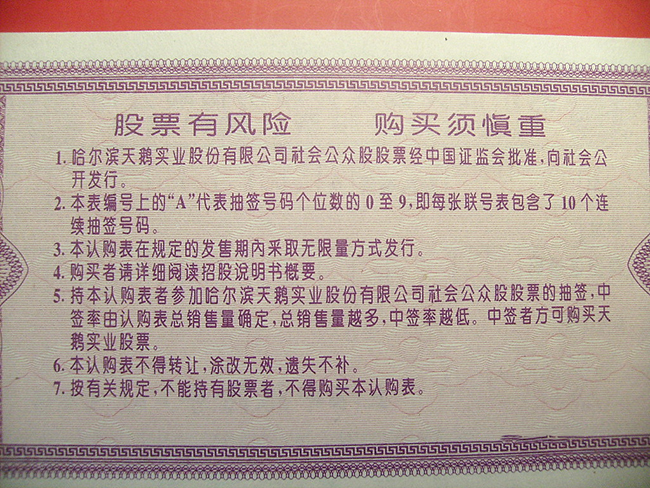 股票有风险　　购买须慎重
1. 哈尔滨天鹅实业股份有限公司社会公众股股票经中国证监会批准,向社会公
开发行。
2. 本表编号上的“A”代表抽签号码个位数的 0 至 9,即每张联号表包含了 10 个连
续抽签号码。
3. 本认购表在规定的发售期内采取无限量方式发行。
4. 购买者请详细阅读招股说明书概要。
5. 持本认购表者参加哈尔滨天鹅实业股份有限公司社会公众股股票的抽签,中
签率由认购表总销售量确定,总销售量越多,中签率越低。中签者方可购买天
鹅实业股票。
6. 本认购表不得转让,涂改无效,遗失不补。
7. 按有关规定,不能持有股票者,不得购买本认购表。